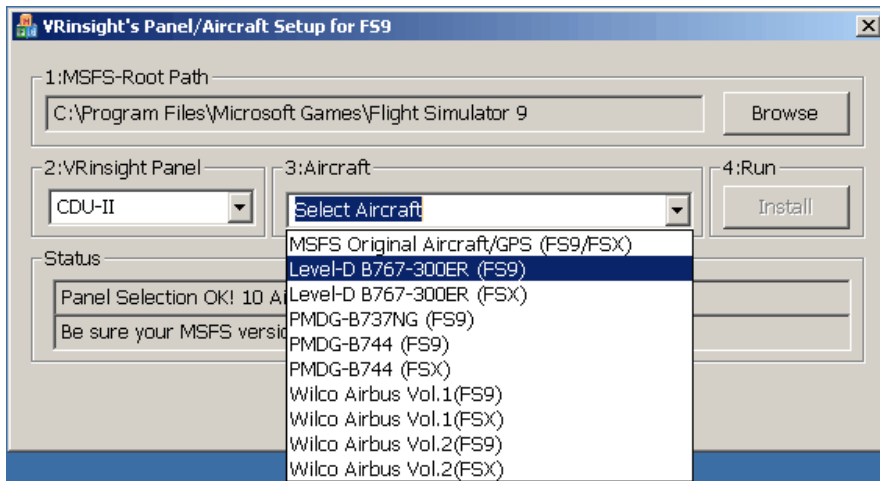 VRinsight's Panel/Aircraft Setup for FS9
1:MSFS-Root Path
C:\Program Files\Microsoft Games\Flight Simulator 9
Browse
2:VRinsight Panel
3:Aircraft
4:Run
CDU-II
Select Aircraft
Install
MSFS Original Aircraft/GPS (FS9/FSX)
Level-D B767-300ER (FS9)
Level-D B767-300ER (FSX)
PMDG-B737NG (FS9)
PMDG-B744 (FS9)
PMDG-B744 (FSX)
Wilco Airbus Vol.1(FS9)
Wilco Airbus Vol.1(FSX)
Wilco Airbus Vol.2(FS9)
Wilco Airbus Vol.2(FSX)
Status
Panel Selection OK! 10 Ai
Be sure your MSFS versi